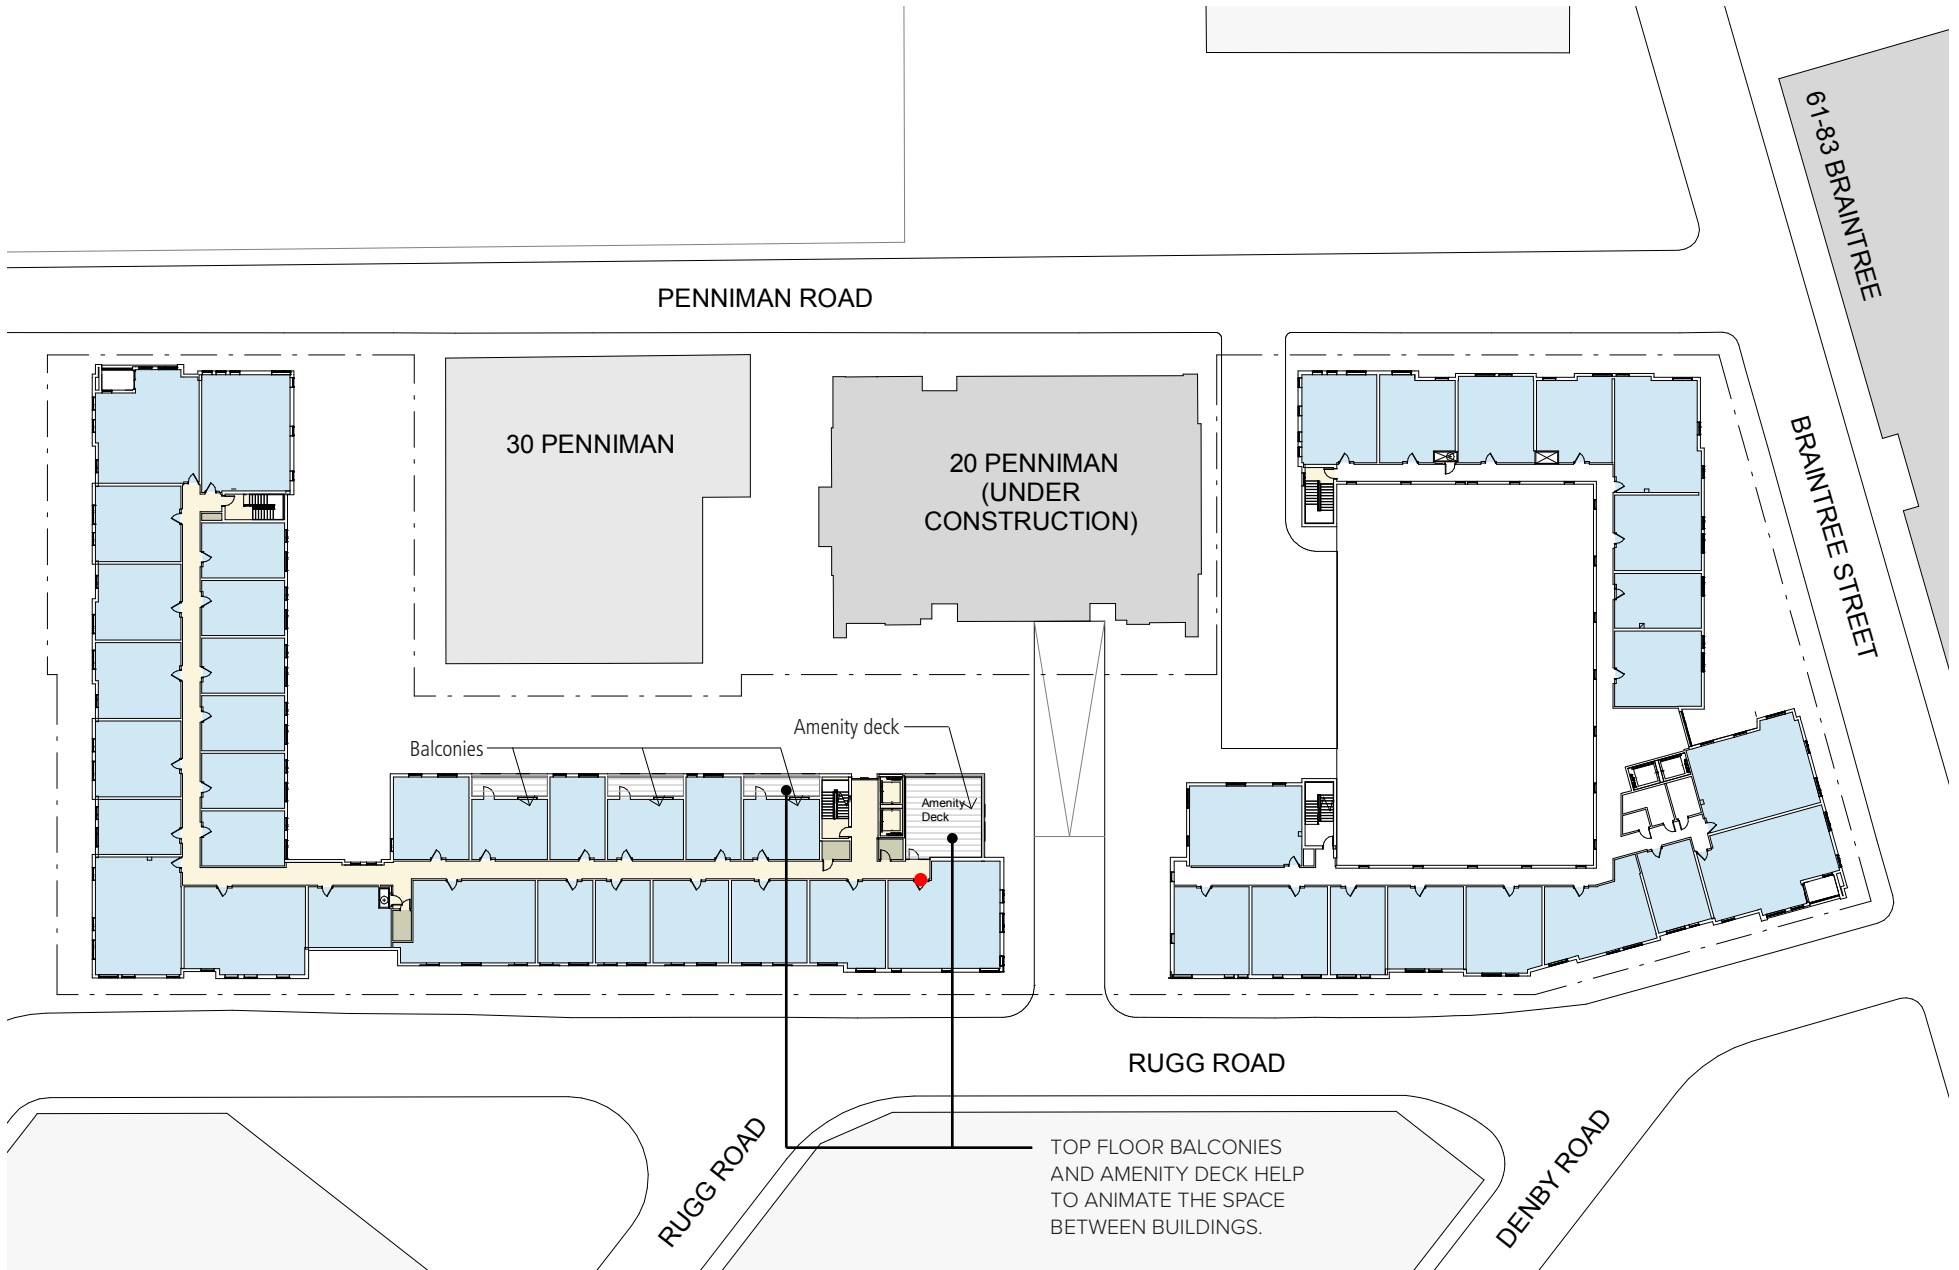 61-83 BRAINTREE
PENNIMAN ROAD
30 PENNIMAN
20 PENNIMAN
(UNDER
CONSTRUCTION)
BRAINTREE STREET
Amenity deck
Balconies
Amenity
Deck
RUGG ROAD
RUGG ROAD
DENBY ROAD
TOP FLOOR BALCONIES
AND AMENITY DECK HELP
TO ANIMATE THE SPACE
BETWEEN BUILDINGS.